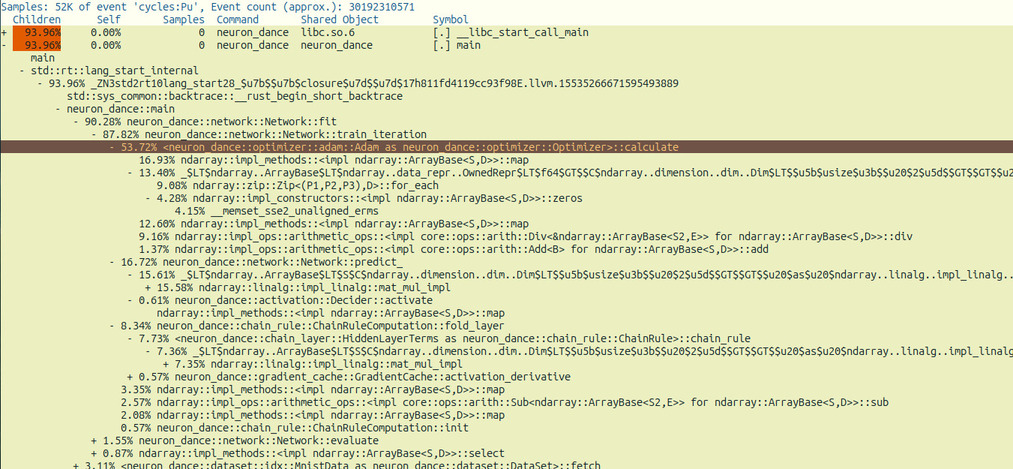 Samples: 52K of event 'cycles:Pu', Event count (approx.): 30192310571
Children Self Samples Command Shared Object Symbol
+ 93.96% 0.00% 0 neuron_dance libc.so.6 [.] __libc_start_call_main
- 93.96% 0.00% 0 neuron_dance neuron_dance [.] main
main
- std::rt::lang_start_internal
- 93.96% _ZN3std2rt10lang_start28_$u7b$$u7b$closure$u7d$$u7d$17h811fd4119cc93f98E.llvm.15535266671595493889
std::sys_common::backtrace::__rust_begin_short_backtrace
- neuron_dance::main
- 90.28% neuron_dance::network::Network::fit
- 87.82% neuron_dance::network::Network::train_iteration
- 53.72% <neuron_dance::optimizer::adam::Adam as neuron_dance::optimizer::Optimizer>::calculate
16.93% ndarray::impl_methods::<impl ndarray::ArrayBase<S,D>>::map
- 13.40% _$LT$ndarray..ArrayBase$LT$ndarray..data_repr..OwnedRepr$LT$f64$GT$$C$ndarray..dimension..dim..Dim$LT$$u5b$usize$u3b$$u20$2$u5d$$GT$$GT$$u2
9.08% ndarray::zip::Zip<(P1,P2,P3),D>::for_each
- 4.28% ndarray::impl_constructors::<impl ndarray::ArrayBase<S,D>>::zeros
4.15% __memset_sse2_unaligned_erms
12.60% ndarray::impl_methods::<impl ndarray::ArrayBase<S,D>>::map
9.16% ndarray::impl_ops::arithmetic_ops::<impl core::ops::arith::Div<&ndarray::ArrayBase<S2,E>> for ndarray::ArrayBase<S,D>>::div
1.37% ndarray::impl_ops::arithmetic_ops::<impl core::ops::arith::Add<B> for ndarray::ArrayBase<S,D>>::add
- 16.72% neuron_dance::network::Network::predict_
- 15.61% _$LT$ndarray..ArrayBase$LT$S$C$ndarray..dimension..dim..Dim$LT$$u5b$usize$u3b$$u20$2$u5d$$GT$$GT$$u20$as$u20$ndarray..linalg..impl_linalg..
+ 15.58% ndarray::linalg::impl_linalg::mat_mul_impl
- 0.61% neuron_dance::activation::Decider::activate
ndarray::impl_methods::<impl ndarray::ArrayBase<S,D>>::map
- 8.34% neuron_dance::chain_rule::ChainRuleComputation::fold_layer
- 7.73% <neuron_dance::chain_layer::HiddenLayerTerms as neuron_dance::chain_rule::ChainRule>::chain_rule
- 7.36% _$LT$ndarray..ArrayBase$LT$S$C$ndarray..dimension..dim..Dim$LT$$u5b$usize$u3b$$u20$2$u5d$$GT$$GT$$u20$as$u20$ndarray..linalg..impl_linalg
+ 7.35% ndarray::linalg::impl_linalg::mat_mul_impl
+ 0.57% neuron_dance::gradient_cache::GradientCache::activation_derivative
3.35% ndarray::impl_methods::<impl ndarray::ArrayBase<S,D>>::map
2.57% ndarray::impl_ops::arithmetic_ops::<impl core::ops::arith::Sub<ndarray::ArrayBase<S2,E>> for ndarray::ArrayBase<S,D>>::sub
2.08% ndarray::impl_methods::<impl ndarray::ArrayBase<S,D>>::map
0.57% neuron_dance::chain_rule::ChainRuleComputation::init
+ 1.55% neuron_dance::network::Network::evaluate
+ 0.87% ndarray::impl_methods::<impl ndarray::ArrayBase<S,D>>::select
+ 3.11% <neuron_dance::dataset::idx::MnistData as neuron_dance::dataset::DataSet>::fetch